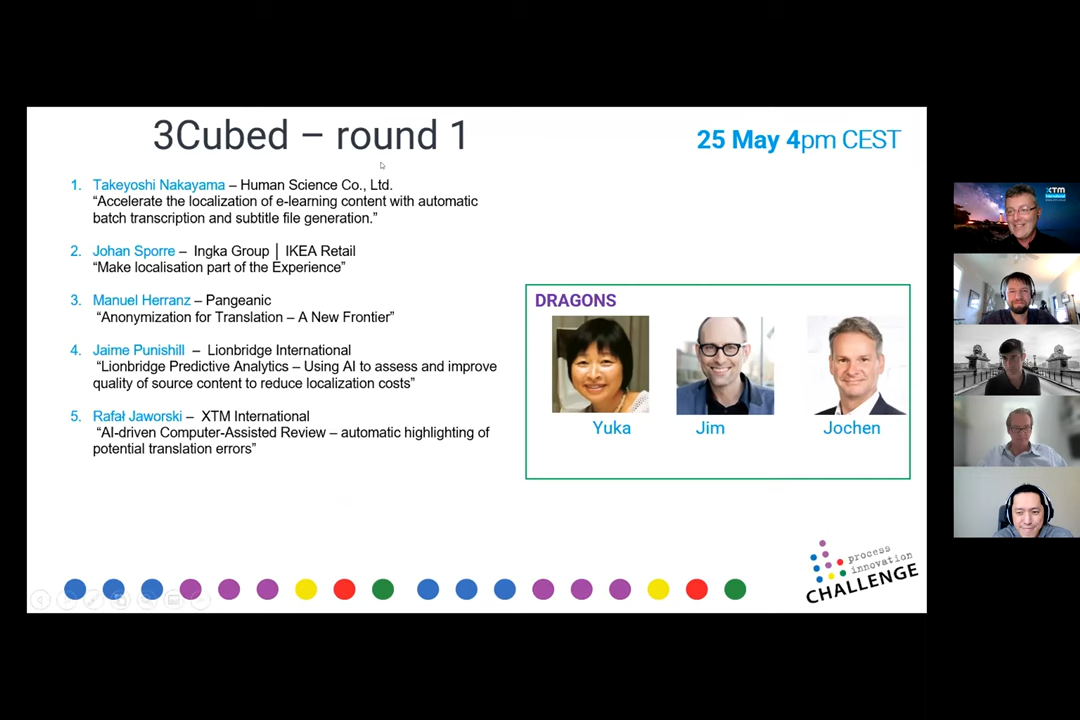 3Cubed – round 1
25 May 4pm CEST
1. Takeyoshi Nakayama – Human Science Co., Ltd.
“Accelerate the localization of e-learning content with automatic
batch transcription and subtitle file generation.”
2. Johan Sporre – Ingka Group │ IKEA Retail
“Make localisation part of the Experience”
3. Manuel Herranz – Pangeanic
“Anonymization for Translation – A New Frontier”
4. Jaime Punishill – Lionbridge International
“Lionbridge Predictive Analytics – Using AI to assess and improve
quality of source content to reduce localization costs”
5. Rafał Jaworski – XTM International
“AI-driven Computer-Assisted Review – automatic highlighting of
potential translation errors”
DRAGONS
Yuka
Jim
Jochen
process
innovation
CHALLENGE
XTM
International